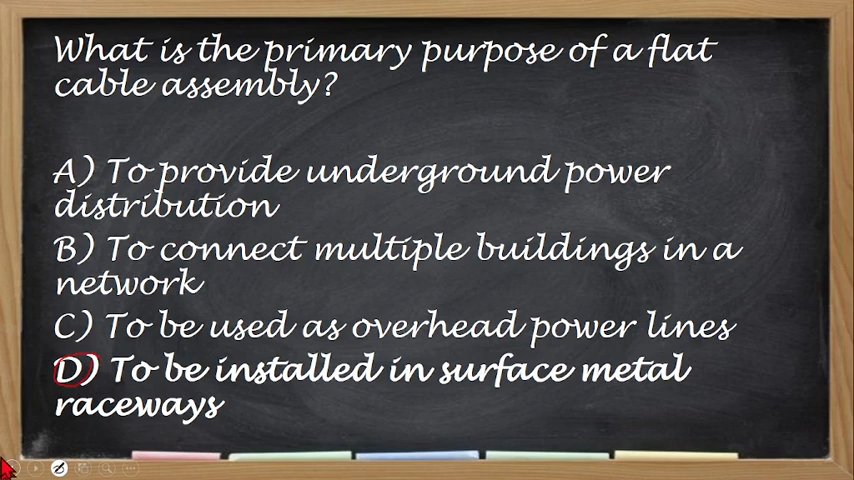 What is the primary purpose of a flat
cable assembly?
A) To provide underground power
distribution
B) To connect multiple buildings in a
network
C) To be used as overhead power lines
D) To be installed in surface metal
raceways